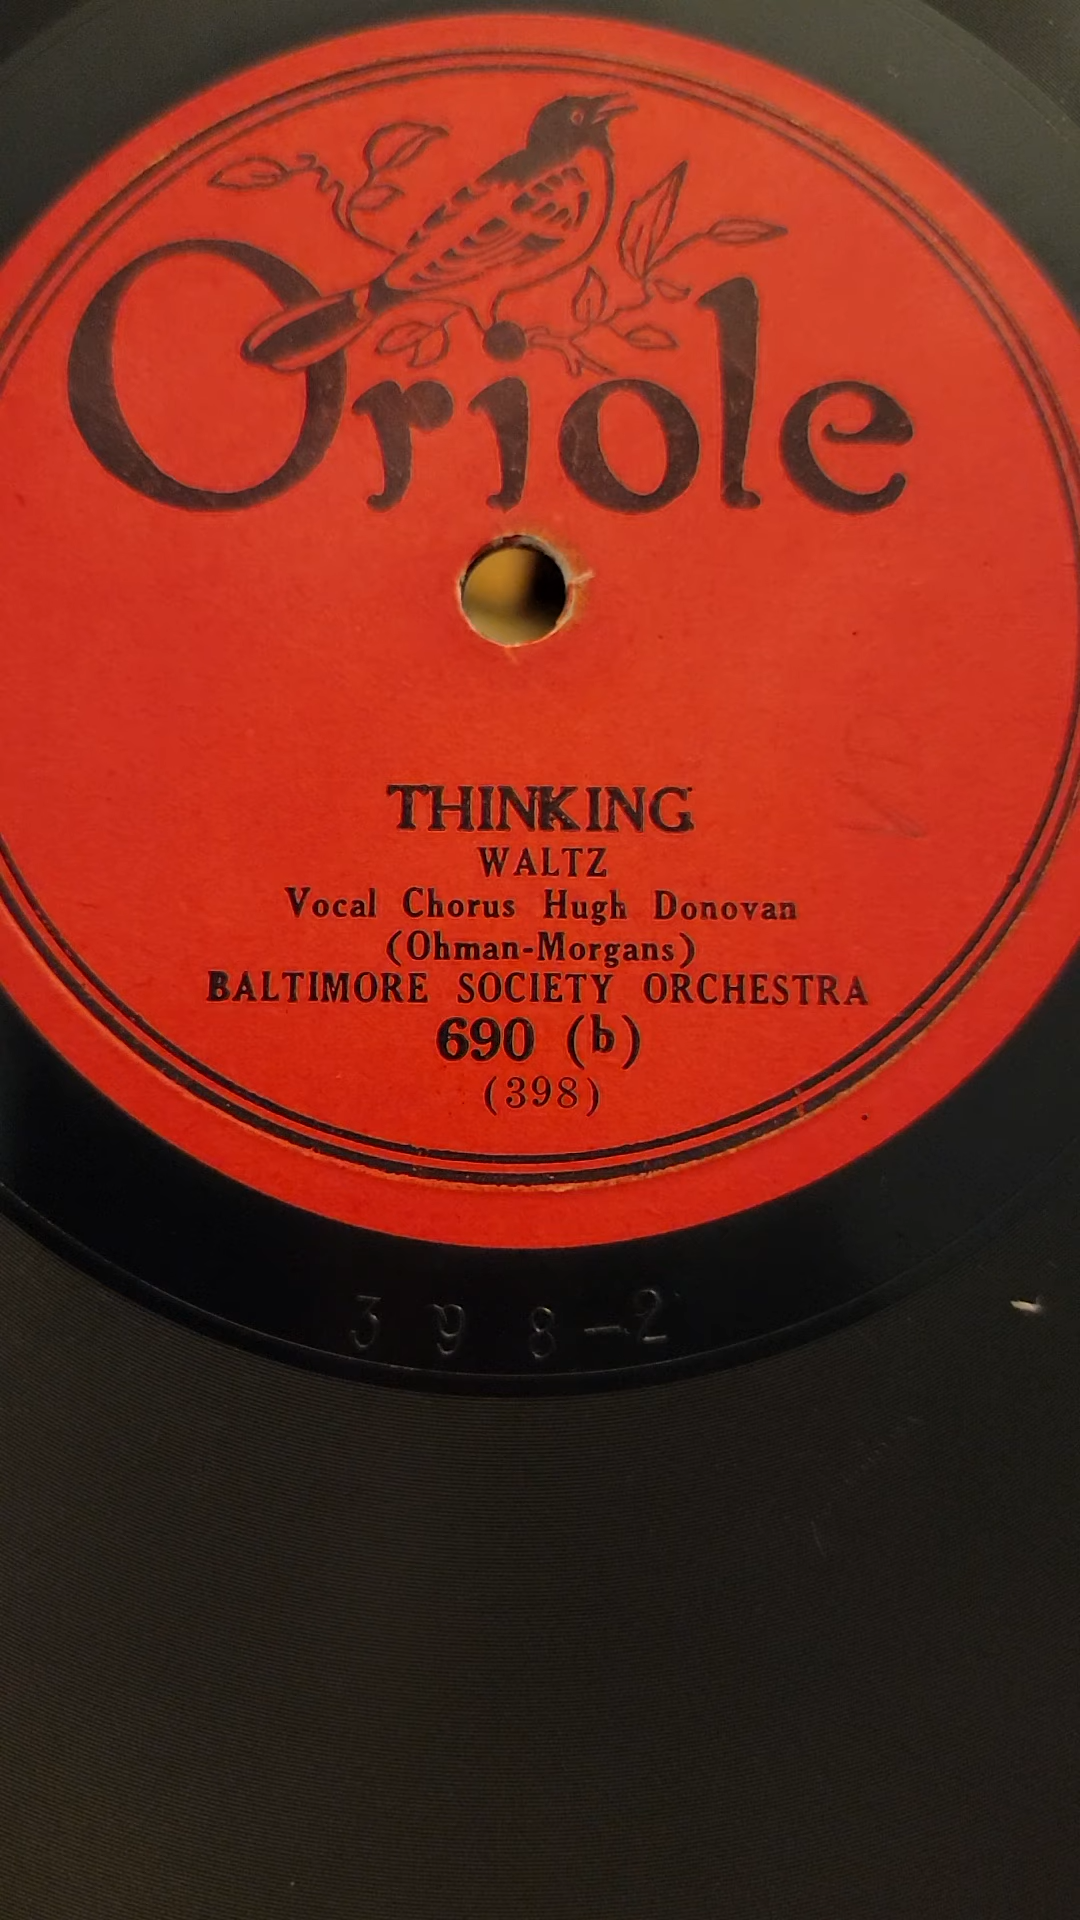 Oriole
THINKING
WALTZ
Vocal Chorus Hugh Donovan
(Ohman-Morgans)
BALTIMORE SOCIETY ORCHESTRA
690 (b)
(398)
398-2